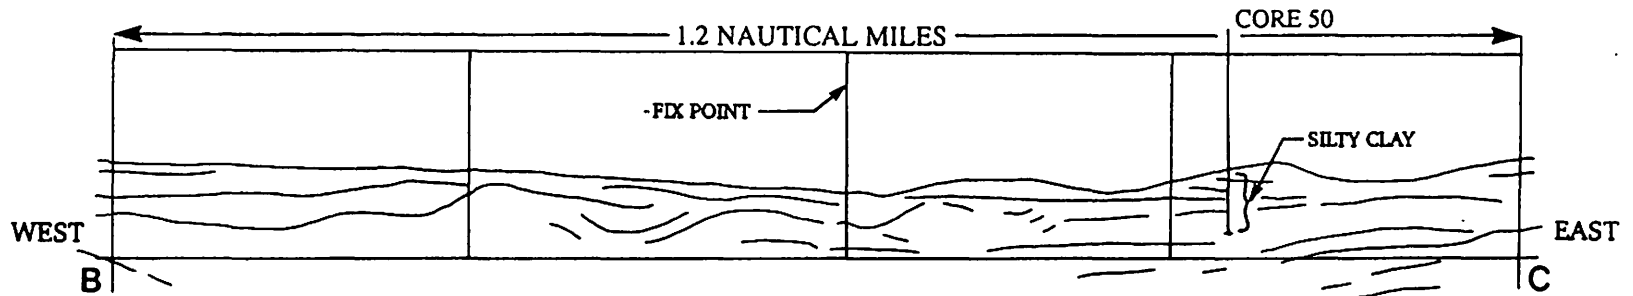 CORE 50
1.2 NAUTICAL MILES
-FIX POINT
SILTY CLAY
WEST
EAST
B
C